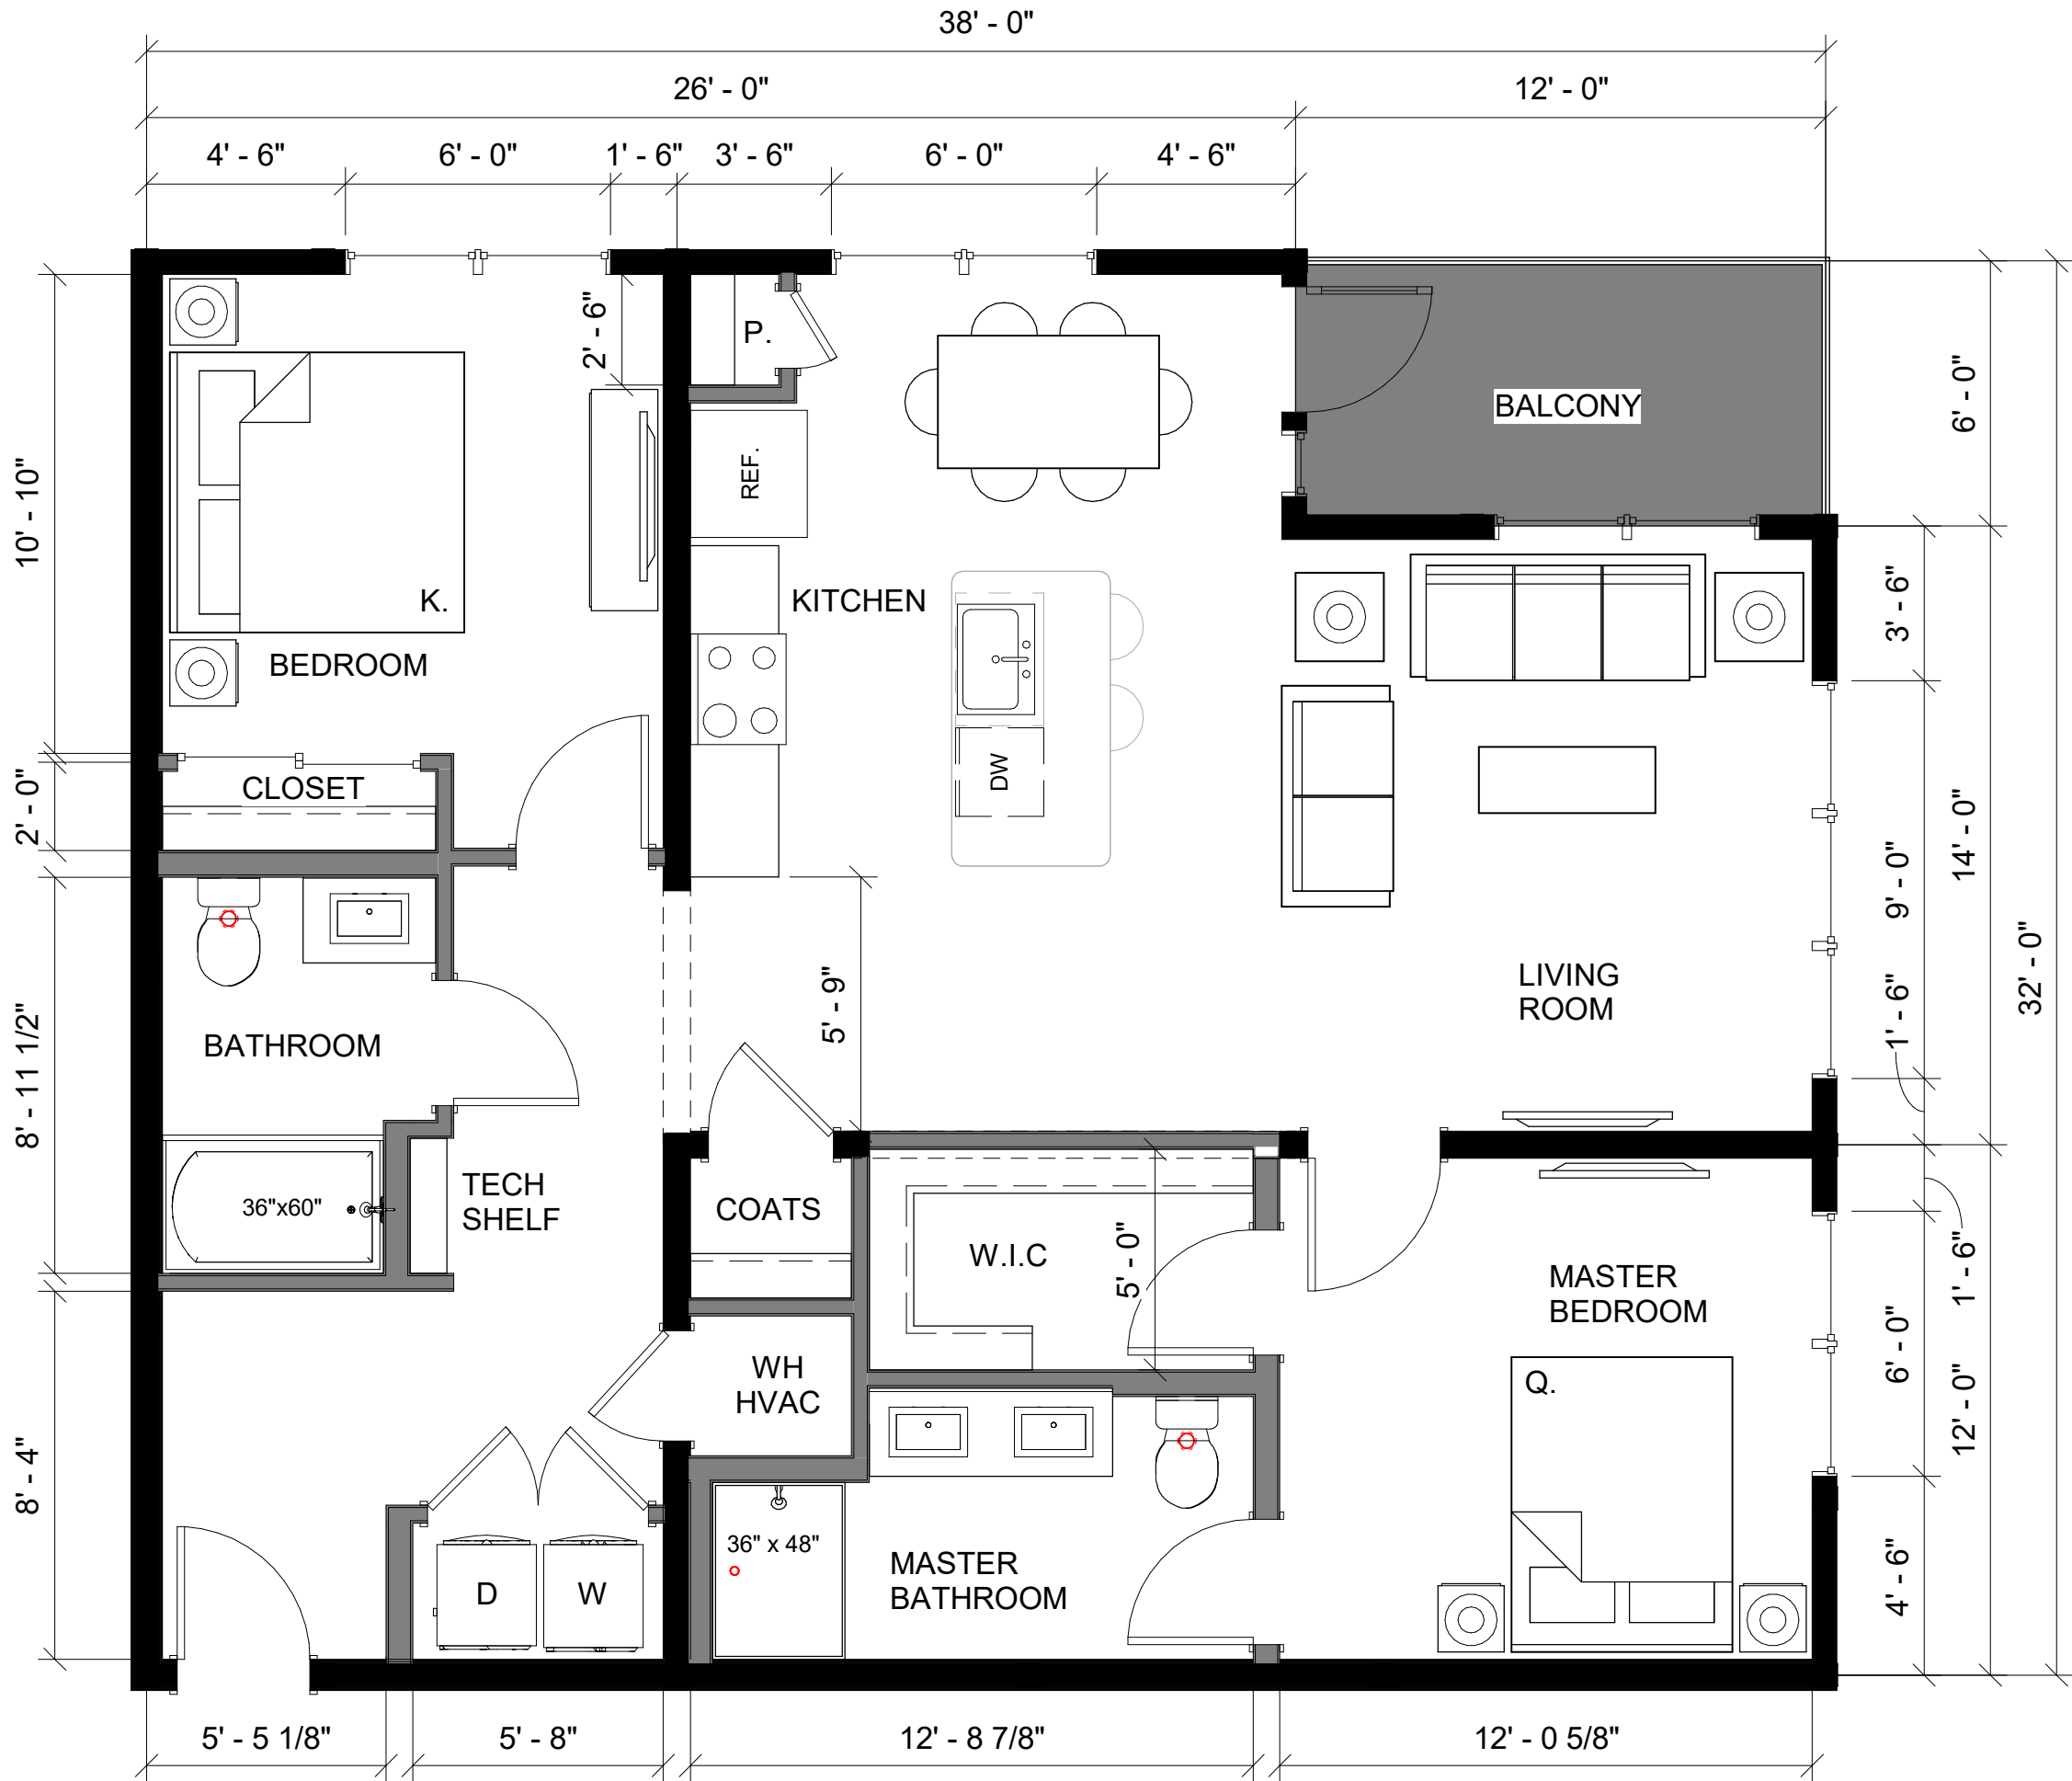 38' - 0"
26' - 0"
12' - 0"
4' - 6"
6' - 0"
1' - 6"
3' - 6"
6' - 0"
4' - 6"
2' - 6"
P.
BALCONY
6' - 0"
REF.
10' - 10"
K.
KITCHEN
3' - 6"
BEDROOM
CLOSET
DW
2' - 0"
14' - 0"
9' - 0"
32' - 0"
LIVING
ROOM
5' - 9"
1' - 6"
BATHROOM
8' - 11 1/2"
TECH
SHELF
36"x60"
COATS
W.I.C
5' - 0"
MASTER
BEDROOM
1' - 6"
WH
HVAC
Q.
6' - 0"
12' - 0"
8' - 4"
36" x 48"
MASTER
BATHROOM
D
W
4' - 6"
5' - 5 1/8"
5' - 8"
12' - 8 7/8"
12' - 0 5/8"